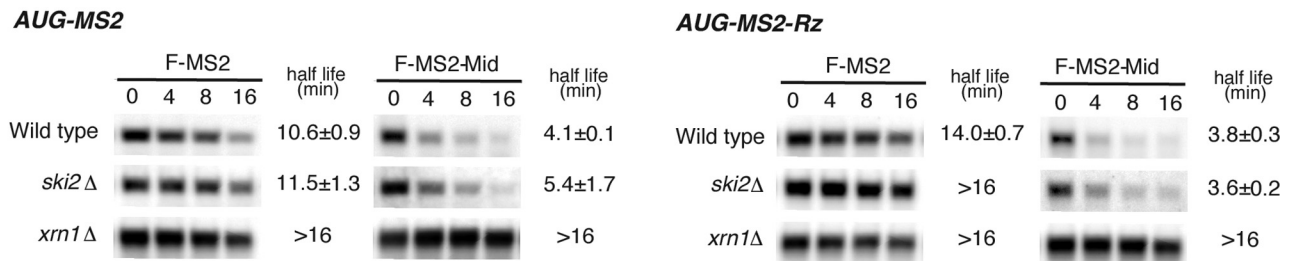 AUG-MS2
F-MS2 half life (min) F-MS2-Mid half life (min)
0 4 8 16 0 4 8 16
Wild type 10.6±0.9 4.1±0.1
ski2Δ 11.5±1.3 5.4±1.7
xrn1Δ >16 >16
AUG-MS2-Rz
F-MS2 half life (min) F-MS2-Mid half life (min)
0 4 8 16 0 4 8 16
Wild type 14.0±0.7 3.8±0.3
ski2Δ >16 3.6±0.2
xrn1Δ >16 >16